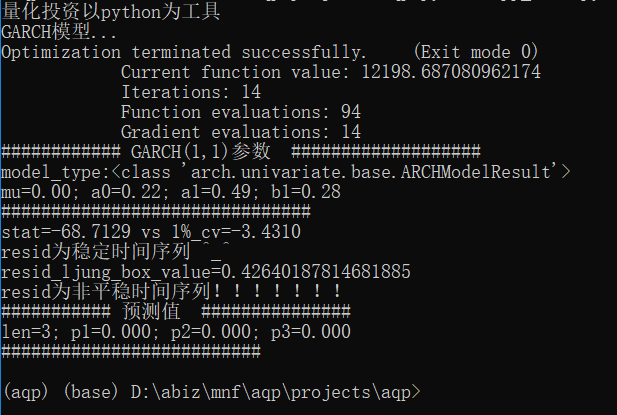 量化投资以python为工具
GARCH模型...
Optimization terminated successfully.    (Exit mode 0)
            Current function value: 12198.687080962174
            Iterations: 14
            Function evaluations: 94
            Gradient evaluations: 14
############ GARCH(1,1)参数  ###################
model_type:<class 'arch.univariate.base.ARCHModelResult'>
mu=0.00; a0=0.22; a1=0.49; b1=0.28
###############################
stat=-68.7129 vs 1%_cv=-3.4310
resid为稳定时间序列 ^_^
resid_ljung_box_value=0.42640187814681885
resid为非平稳时间序列！！！！！！！
########### 预测值  ###############
len=3; p1=0.000; p2=0.000; p3=0.000
##########################
(aqp) (base) D:\abiz\mnf\aqp\projects\aqp>